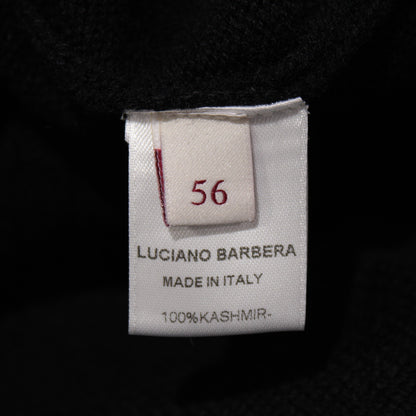 56
LUCIANO BARBERA
MADE IN ITALY
100%KASHMIR-